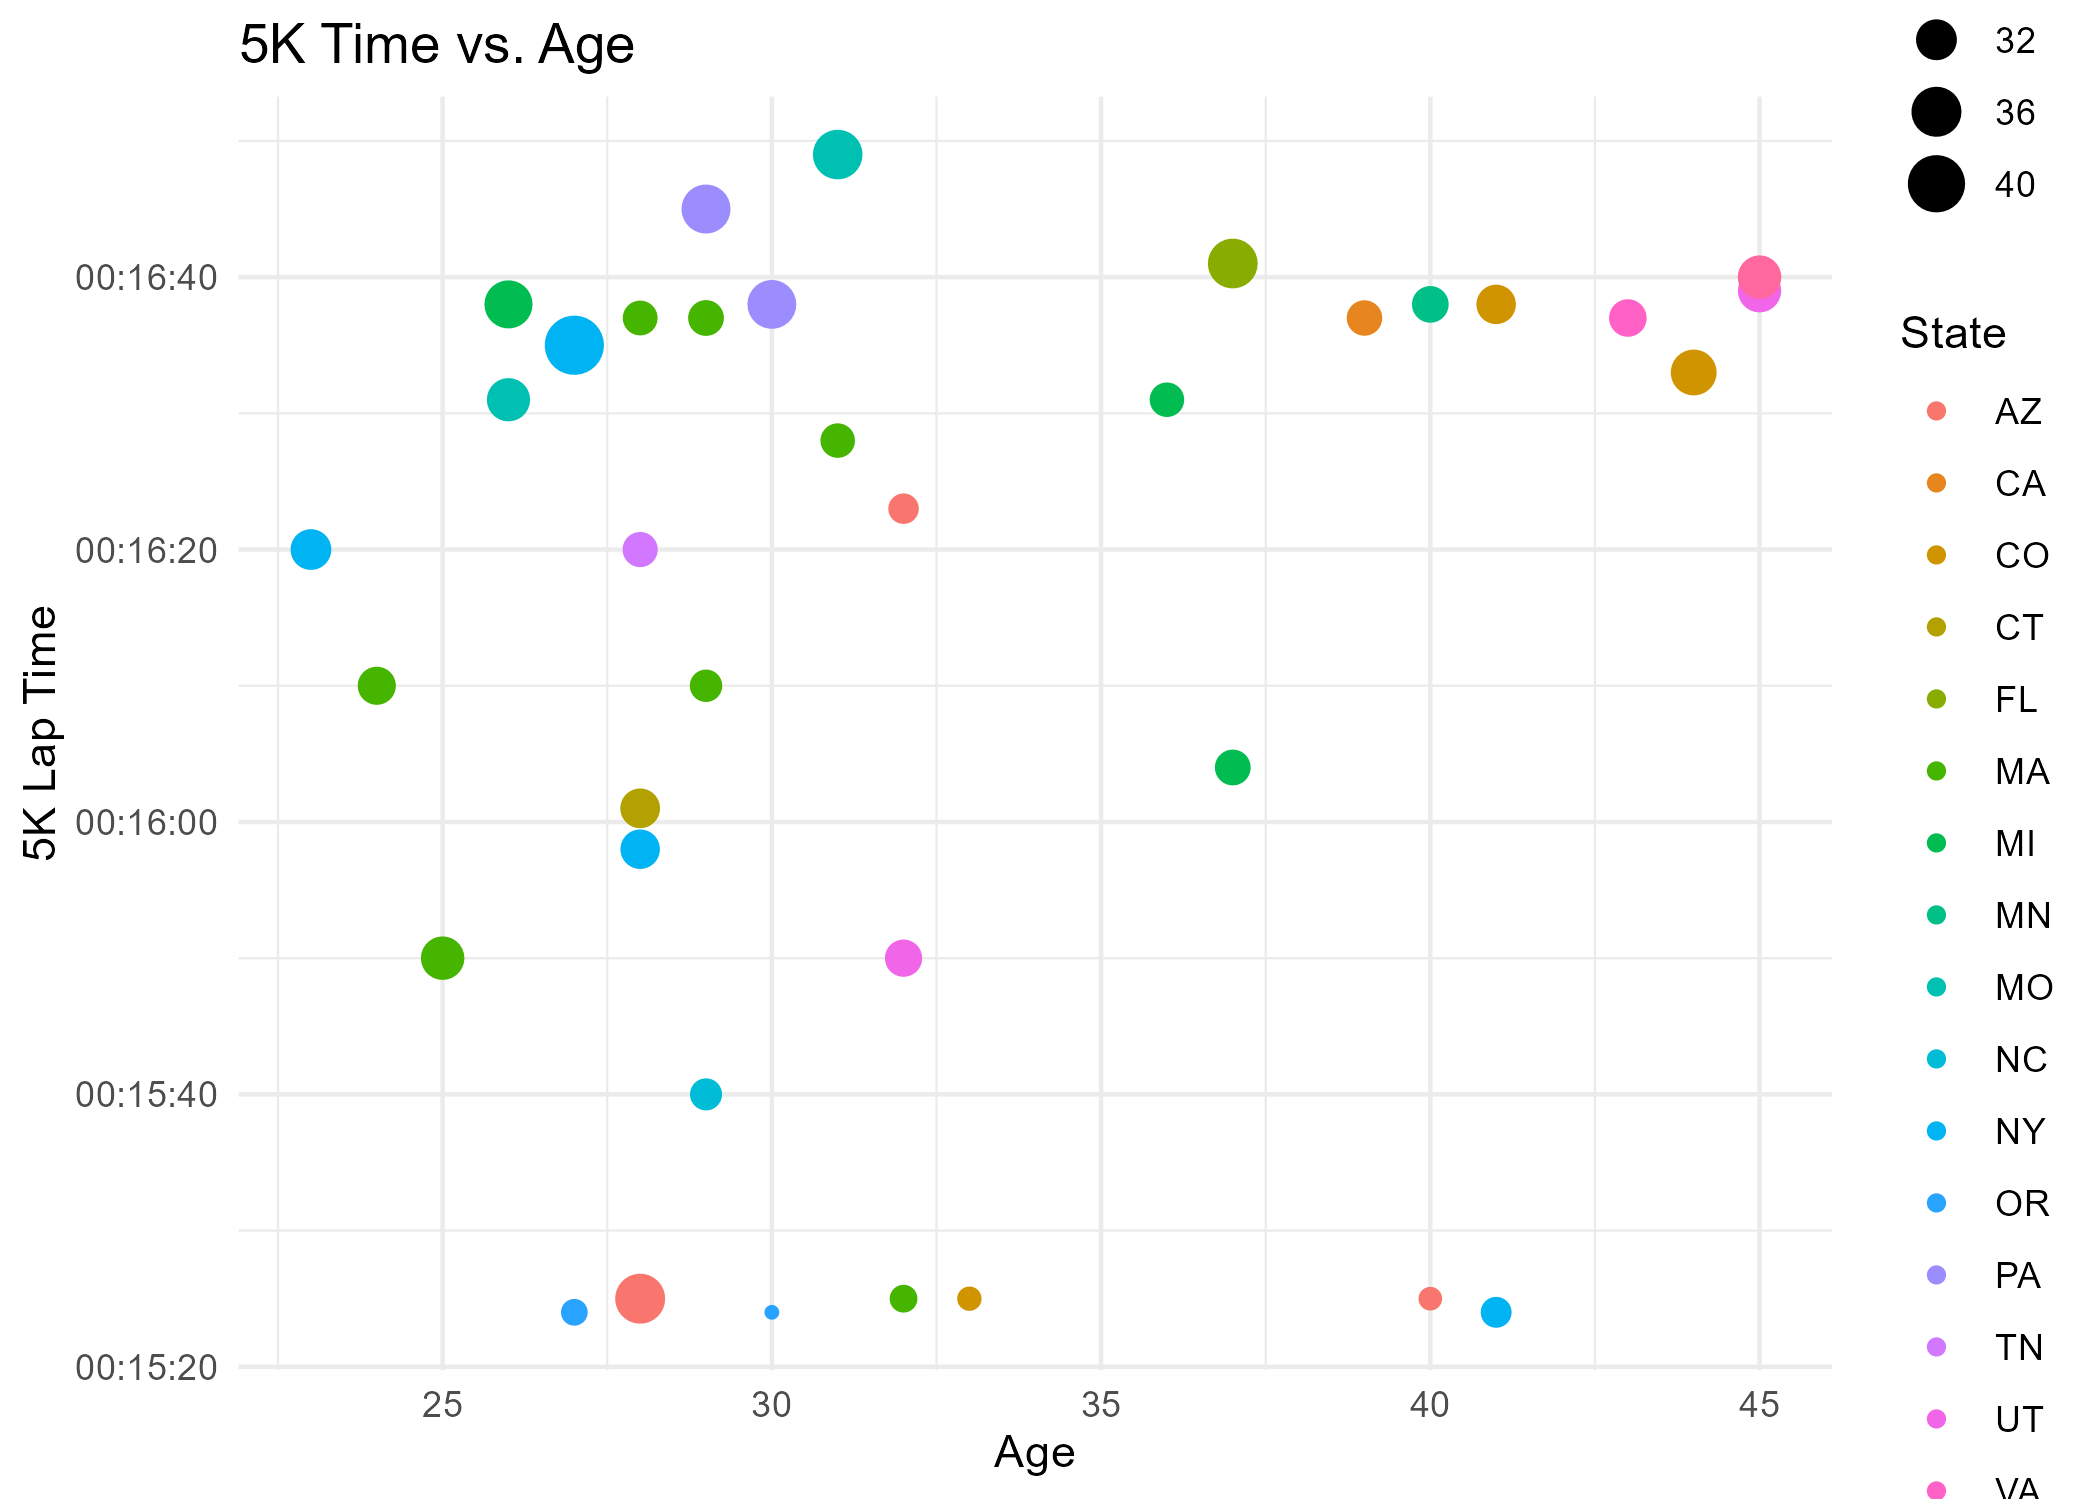 5K Time vs. Age
32
36
40
State
AZ
CA
CO
CT
FL
MA
MI
MN
MO
NC
NY
OR
PA
TN
UT
VA
5K Lap Time
00:16:40
00:16:20
00:16:00
00:15:40
00:15:20
25 30 35 40 45
Age